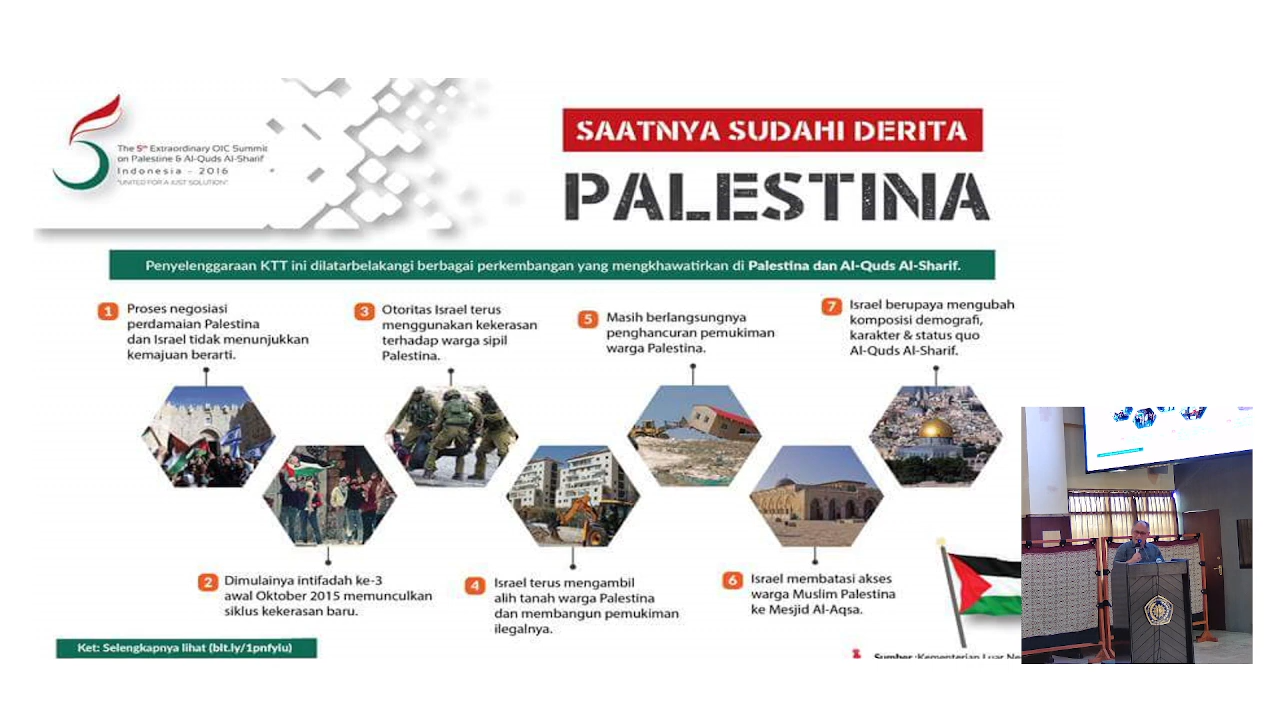 The 5th Extraordinary OIC Summit
on Palestine & Al-Quds Al-Sharif
Indonesia - 2016
"UNITED FOR A JUST SOLUTION"
SAATNYA SUDAHI DERITA
PALESTINA
Penyelenggaraan KTT ini dilatarbelakangi berbagai perkembangan yang mengkhawatirkan di Palestina dan Al-Quds Al-Sharif.
1 Proses negosiasi
perdamaian Palestina
dan Israel tidak menunjukkan
kemajuan berarti.
2 Dimulainya intifadah ke-3
awal Oktober 2015 memunculkan
siklus kekerasan baru.
3 Otoritas Israel terus
menggunakan kekerasan
terhadap warga sipil
Palestina.
4 Israel terus mengambil
alih tanah warga Palestina
dan membangun pemukiman
ilegalnya.
5 Masih berlangsungnya
penghancuran pemukiman
warga Palestina.
6 Israel membatasi akses
warga Muslim Palestina
ke Mesjid Al-Aqsa.
7 Israel berupaya mengubah
komposisi demografi,
karakter & status quo
Al-Quds Al-Sharif.
Ket: Selengkapnya lihat (bit.ly/1pnfyiu)
Sumber :Kementerian Luar Ne